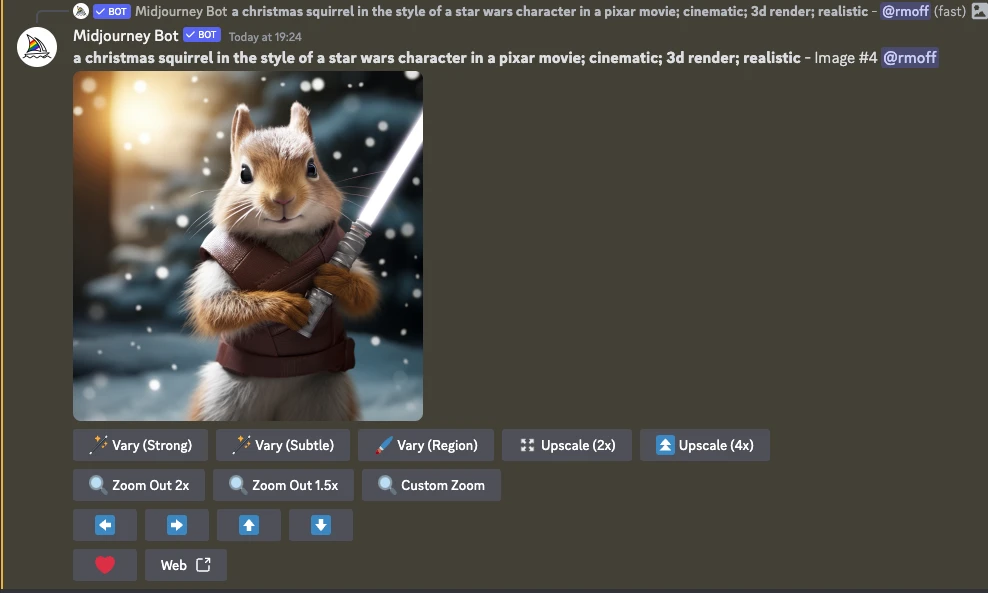 BOT Midjourney Bot a christmas squirrel in the style of a star wars character in a pixar movie; cinematic; 3d render; realistic - @rmoff (fast)
Midjourney Bot BOT Today at 19:24
a christmas squirrel in the style of a star wars character in a pixar movie; cinematic; 3d render; realistic - Image #4 @rmoff
Vary (Strong) Vary (Subtle) Vary (Region) Upscale (2x) Upscale (4x)
Zoom Out 2x Zoom Out 1.5x Custom Zoom
Web